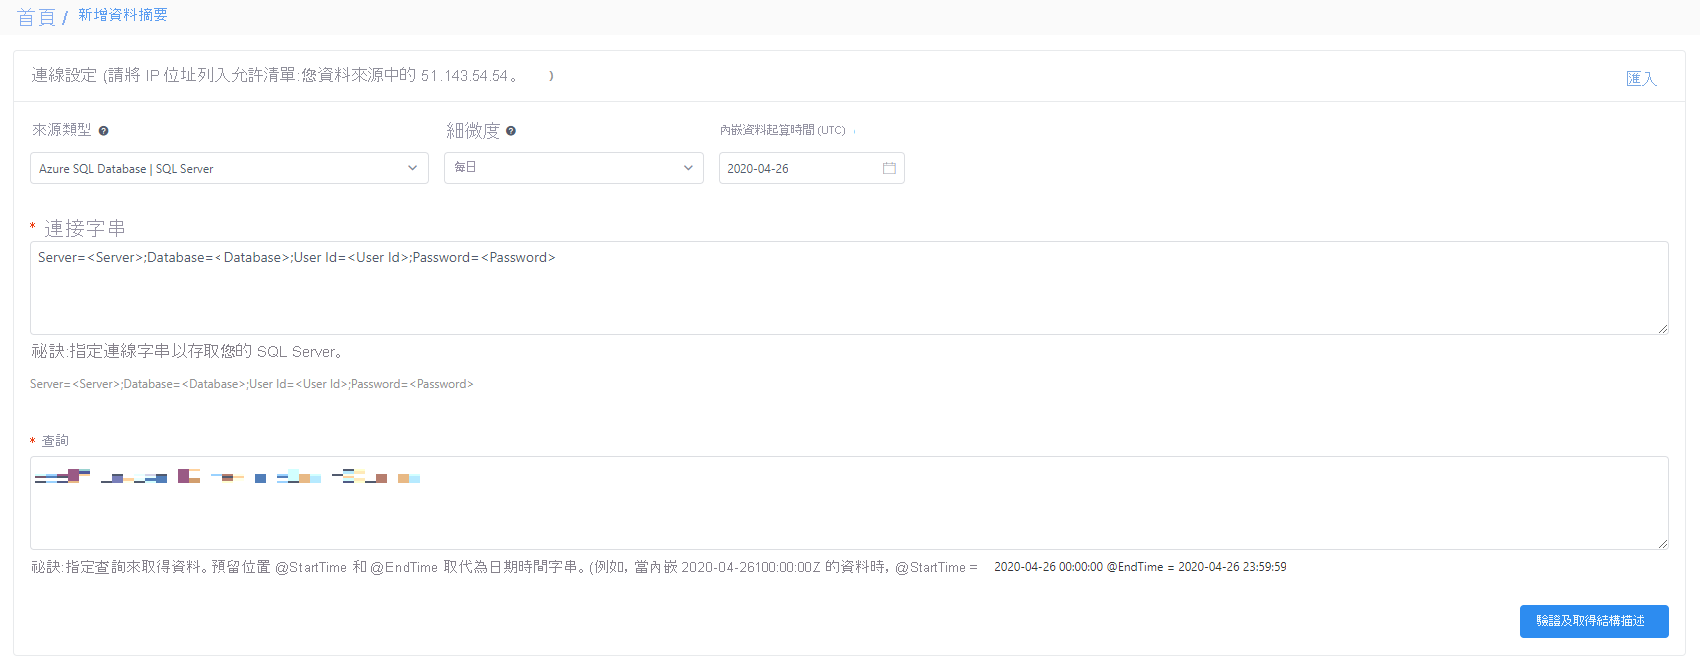 首頁 / 新增資料摘要
連線設定 (請將 IP 位址列入允許清單:您資料來源中的 51.143.54.54。 )
匯入
來源類型 細微度 內嵌資料起算時間 (UTC)
Azure SQL Database | SQL Server 每日 2020-04-26
* 連接字串
Server=<Server>;Database=<Database>;User Id=<User Id>;Password=<Password>
祕訣:指定連線字串以存取您的 SQL Server。
Server=<Server>;Database=<Database>;User Id=<User Id>;Password=<Password>
* 查詢
祕訣:指定查詢來取得資料。預留位置 @StartTime 和 @EndTime 取代為日期時間字串。(例如, 當內嵌 2020-04-26100:00:00Z 的資料時, @StartTime = 2020-04-26 00:00:00 @EndTime = 2020-04-26 23:59:59
驗證及取得結構描述